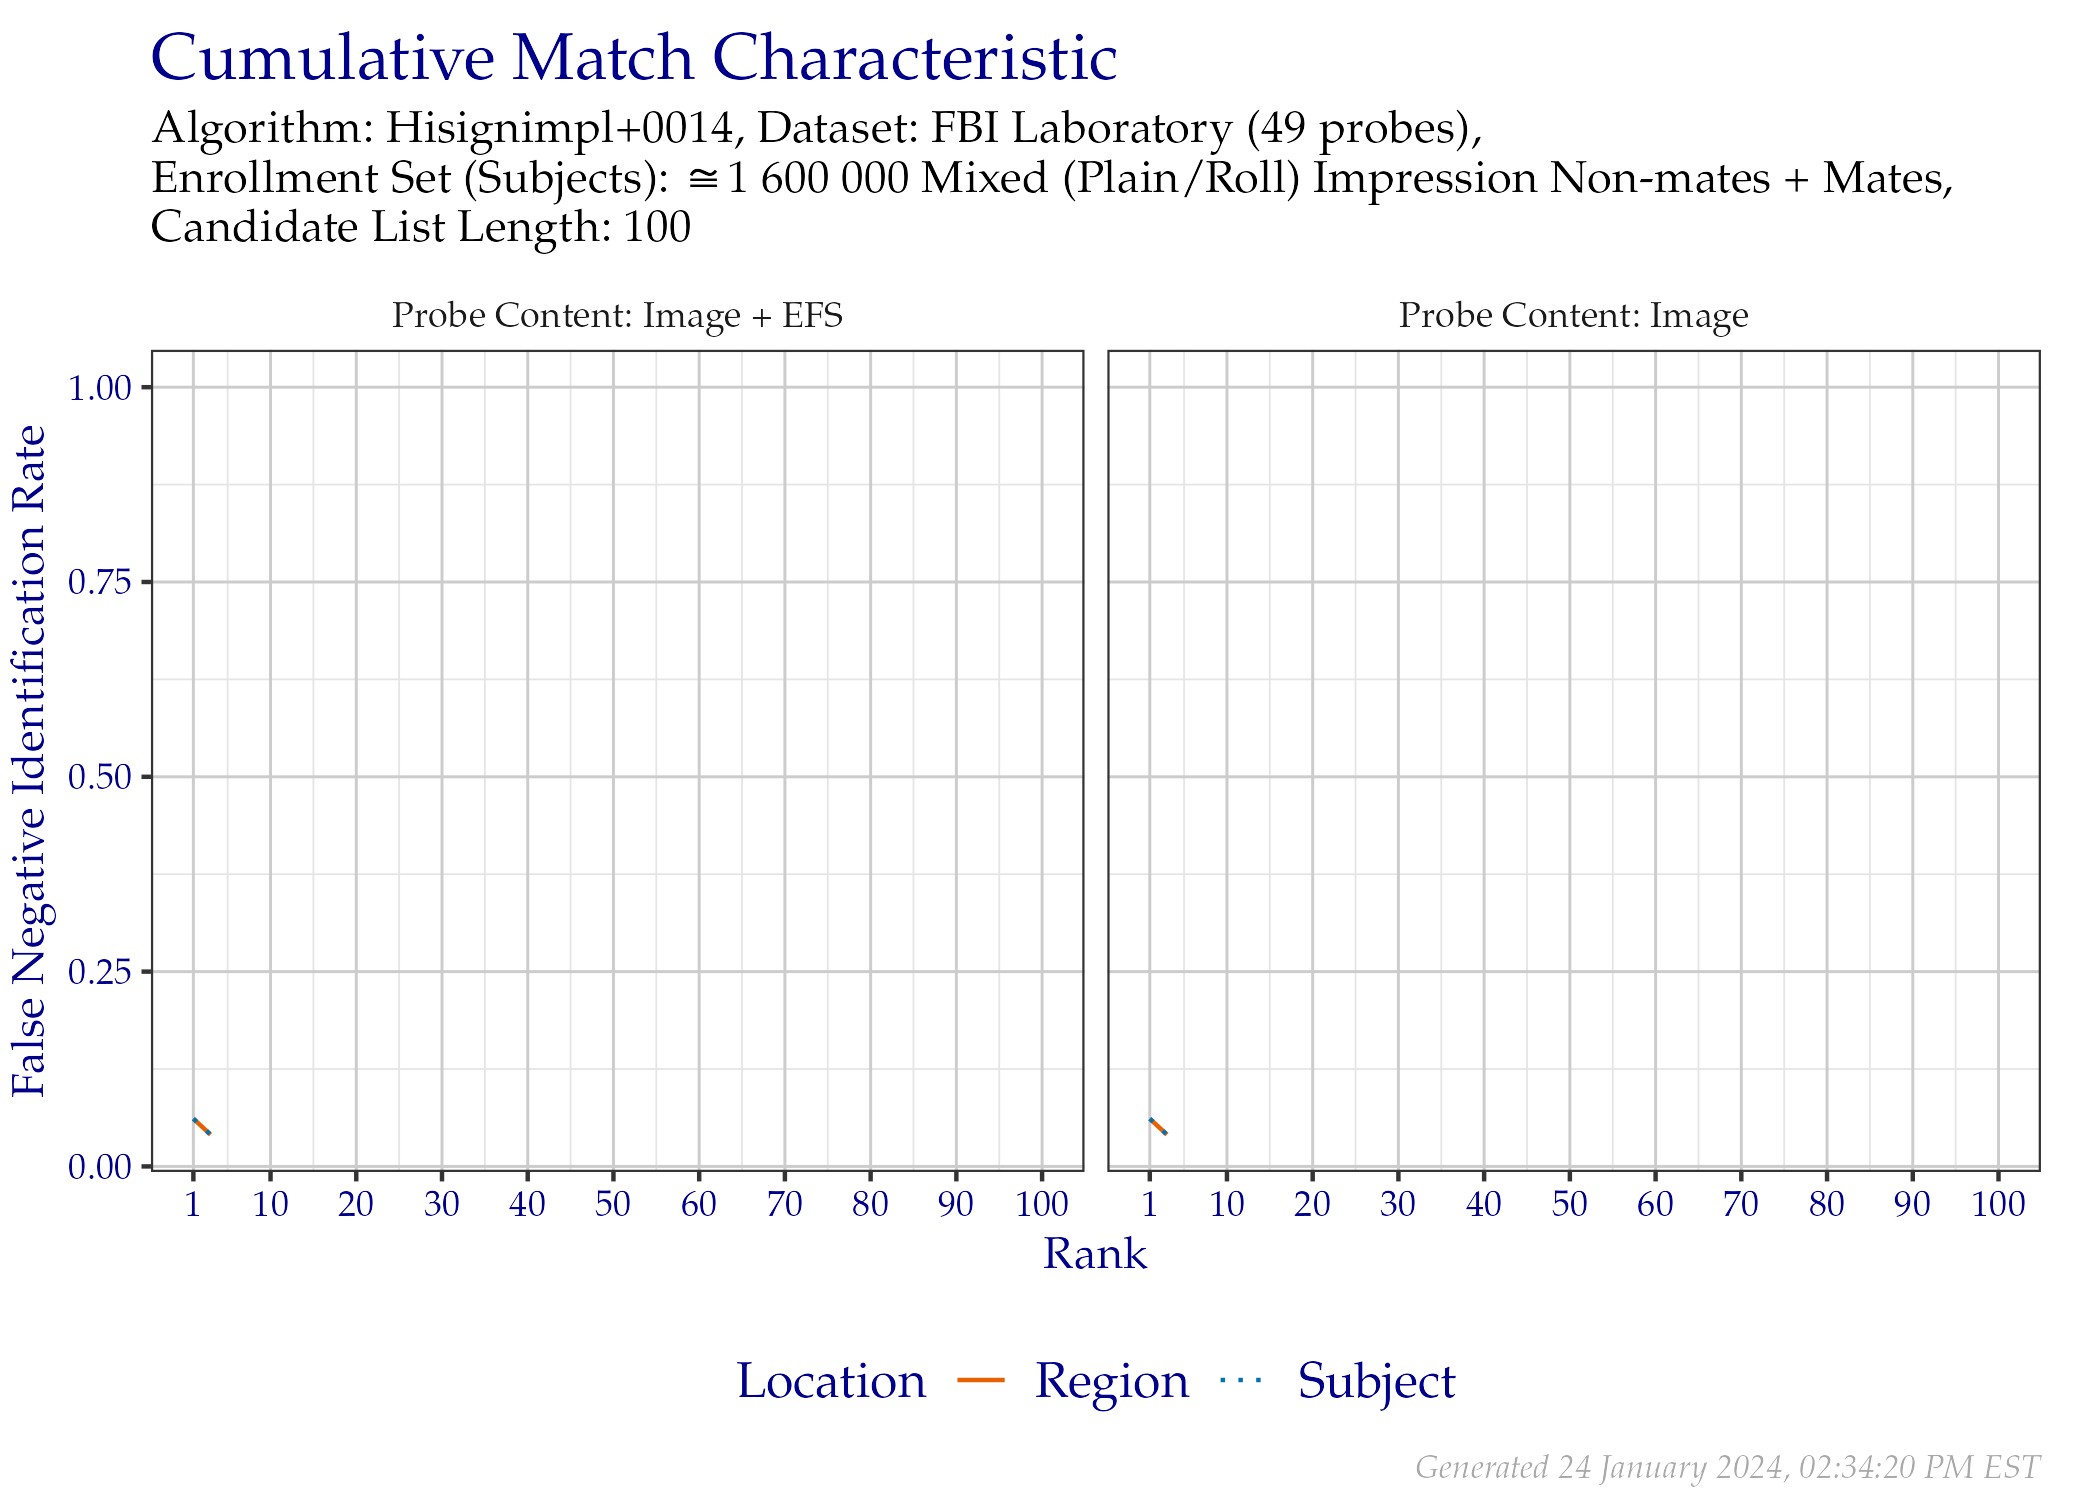 Cumulative Match Characteristic
Algorithm: Hisignimpl+0014, Dataset: FBI Laboratory (49 probes),
Enrollment Set (Subjects): ≅1 600 000 Mixed (Plain/Roll) Impression Non-mates + Mates,
Candidate List Length: 100
Probe Content: Image + EFS
Probe Content: Image
False Negative Identification Rate
1.00
0.75
0.50
0.25
0.00
1 10 20 30 40 50 60 70 80 90 100
1 10 20 30 40 50 60 70 80 90 100
Rank
Location Region Subject
Generated 24 January 2024, 02:34:20 PM EST